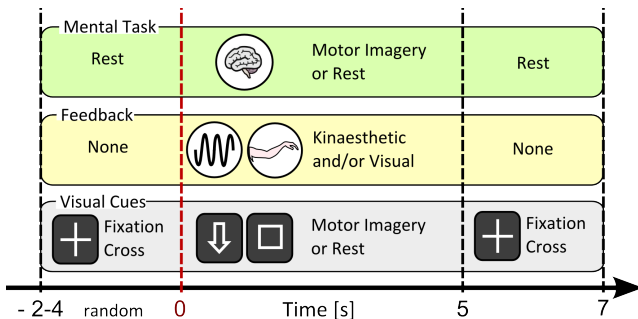 Mental Task
Rest
Motor Imagery
or Rest
Rest
Feedback
None
Kinaesthetic
and/or Visual
None
Visual Cues
Fixation
Cross
Motor Imagery
or Rest
Fixation
Cross
- 2-4 random 0 Time [s] 5 7